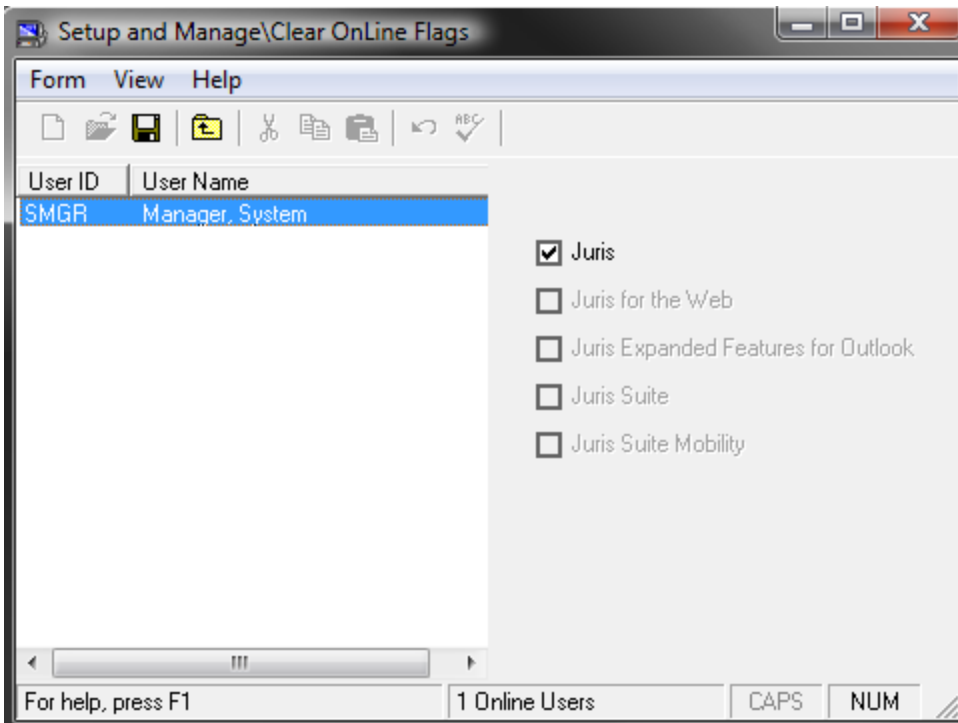 Setup and Manage\Clear OnLine Flags
Form View Help
ABC
User ID User Name
SMGR Manager, System
Juris
Juris for the Web
Juris Expanded Features for Outlook
Juris Suite
Juris Suite Mobility
For help, press F1 1 Online Users CAPS NUM